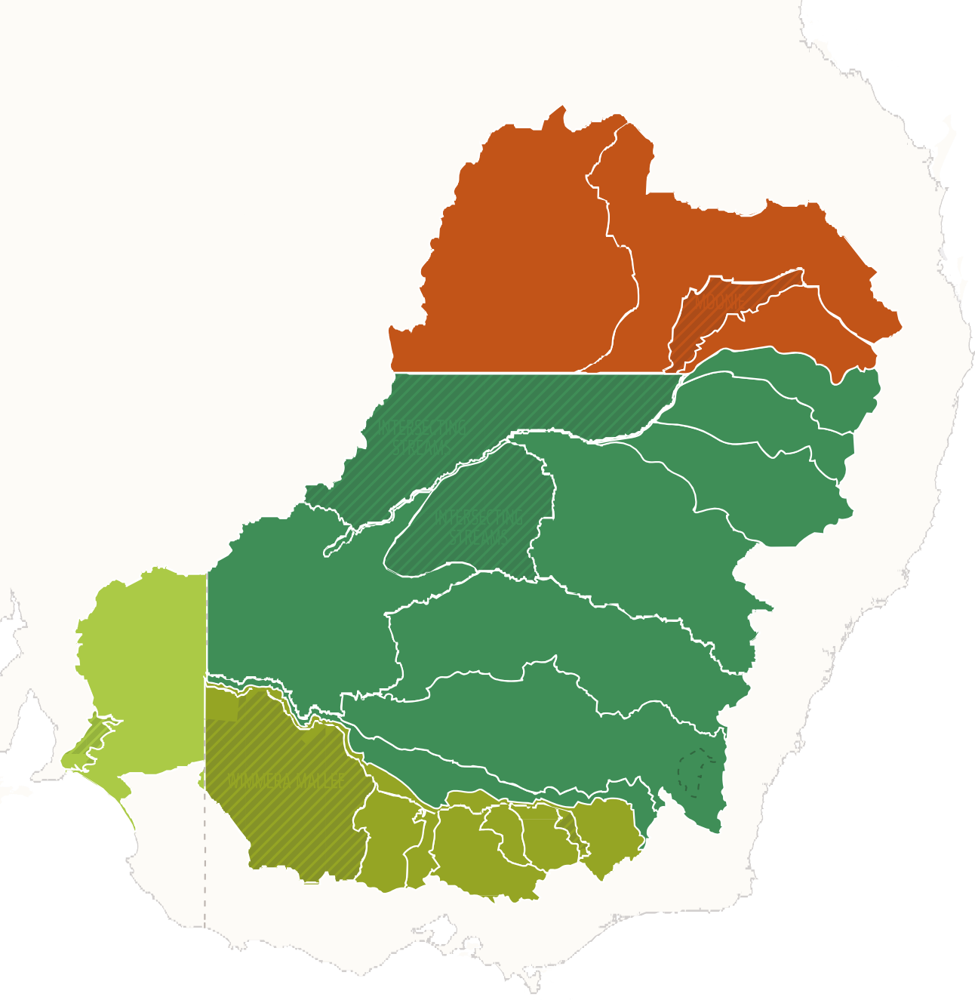 MOONIE
INTERSECTING
STREAMS
INTERSECTING
STREAMS
WIMMERA MALLEE